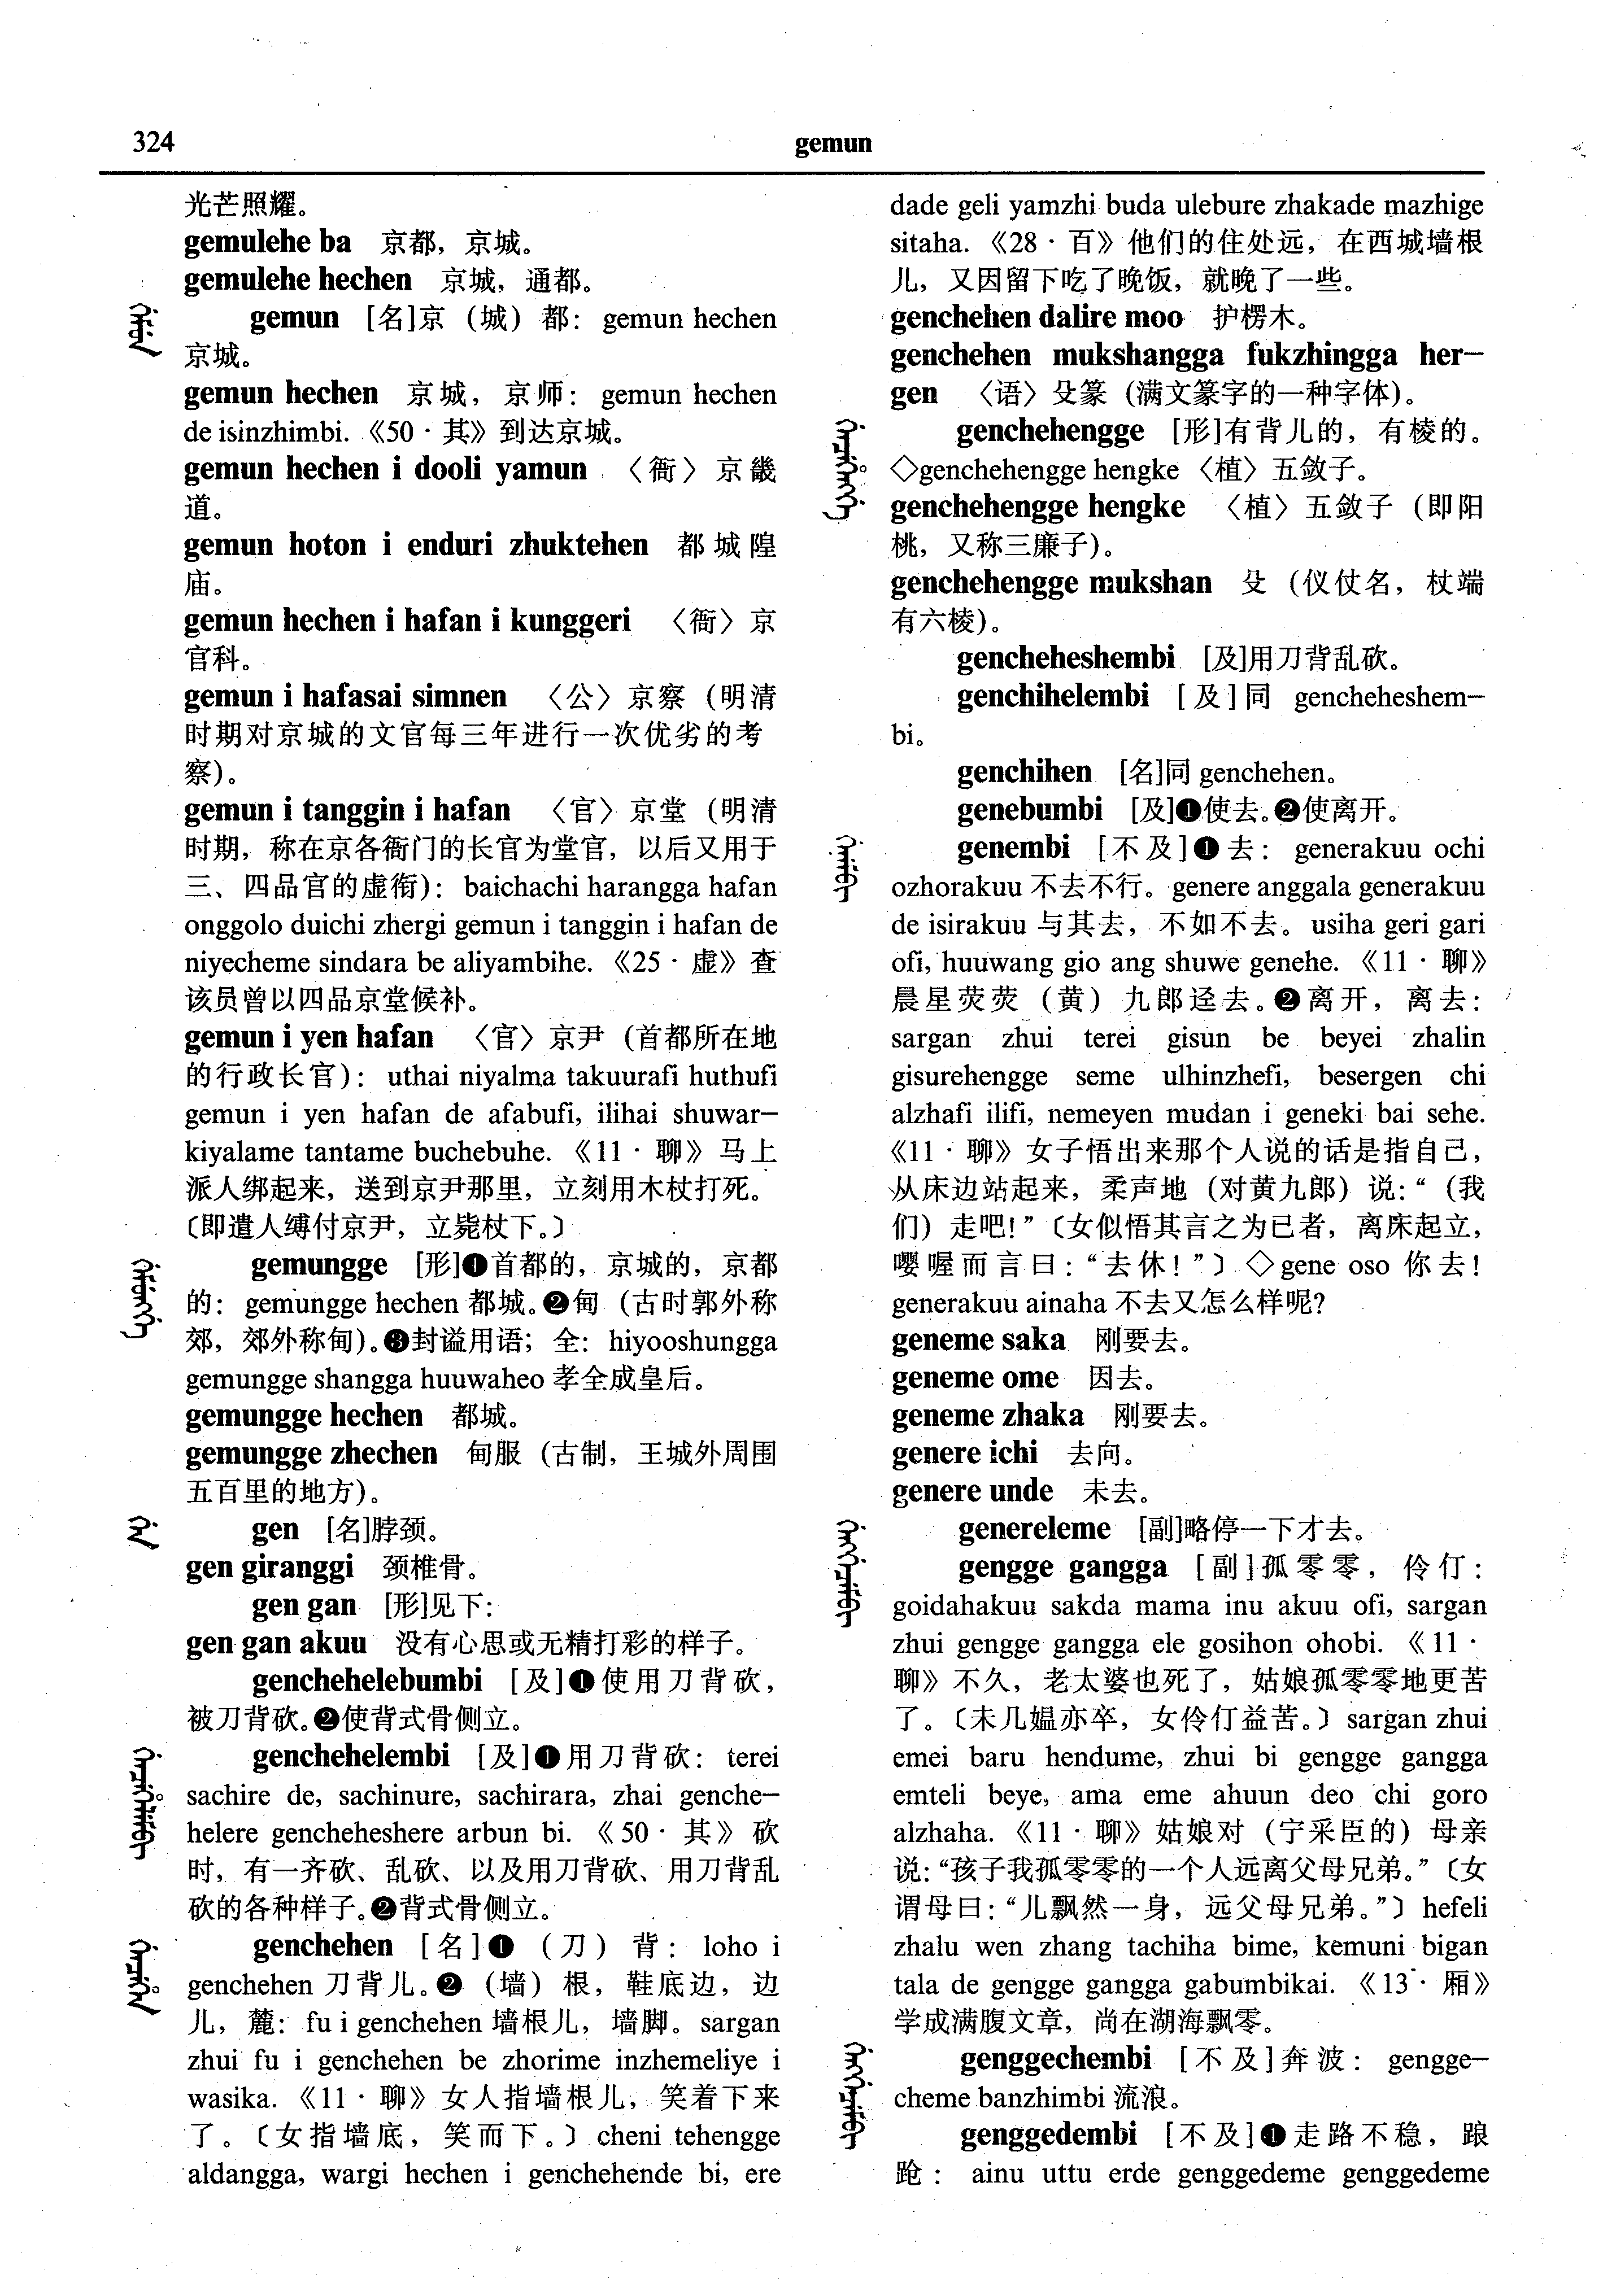 324
gemun
光芒照耀。
gemulehe ba 京都，京城。
gemulehe hechen 京城，通都。
gemun [名]京（城）都：gemun hechen
京城。
gemun hechen 京城，京师：gemun hechen
de isinzhimbi.《50·其》到达京城。
gemun hechen i dooli yamun 〈衙〉京畿
道。
gemun hoton i enduri zhuktehen 都城隍
庙。
gemun hechen i hafan i kunggeri 〈衙〉京
官科。
gemun i hafasai simnen 〈公〉京察（明清
时期对京城的文官每三年进行一次优劣的考
察）。
gemun i tanggin i hafan 〈官〉京堂（明清
时期，称在京各衙门的长官为堂官，以后又用于
三、四品官的虚衔）：baichachi harangga hafan
onggolo duichi zhergi gemun i tanggin i hafan de
niyecheme sindara be aliyambihe.《25·虚》查
该员曾以四品京堂候补。
gemun i yen hafan 〈官〉京尹（首都所在地
的行政长官）：uthai niyalma takuurafi huthufi
gemun i yen hafan de afabufi, ilihai shuwar–
kiyalame tantame buchebuhe.《11·聊》马上
派人绑起来，送到京尹那里，立刻用木杖打死。
〔即遣人缚付京尹，立毙杖下。〕
gemungge [形]❶首都的，京城的，京都
的：gemungge hechen 都城。❷甸（古时郭外称
郊，郊外称甸）。❸封谥用语；全：hiyooshungga
gemungge shangga huuwaheo 孝全成皇后。
gemungge hechen 都城。
gemungge zhechen 甸服（古制，王城外周围
五百里的地方）。
gen [名]脖颈。
gen giranggi 颈椎骨。
gen gan [形]见下：
gen gan akuu 没有心思或无精打彩的样子。
genchehelebumbi [及]❶使用刀背砍，
被刀背砍。❷使背式骨侧立。
genchehelembi [及]❶用刀背砍：terei
sachire de, sachinure, sachirara, zhai genche–
helere gencheheshere arbun bi.《50·其》砍
时，有一齐砍、乱砍、以及用刀背砍、用刀背乱
砍的各种样子。❷背式骨侧立。
genchehen [名]❶（刀）背：loho i
genchehen 刀背儿。❷（墙）根，鞋底边，边
儿，麓：fu i genchehen 墙根儿，墙脚。sargan
zhui fu i genchehen be zhorime inzhemeliye i
wasika.《11·聊》女人指墙根儿，笑着下来
了。〔女指墙底，笑而下。〕cheni tehengge
aldangga, wargi hechen i genchehende bi, ere
dade geli yamzhi buda ulebure zhakade mazhige
sitaha.《28·百》他们的住处远，在西城墙根
儿，又因留下吃了晚饭，就晚了一些。
genchehen dalire moo 护楞木。
genchehen mukshangga fukzhingga her–
gen 〈语〉殳篆（满文篆字的一种字体）。
genchehengge [形]有背儿的，有棱的。
◇genchehengge hengke〈植〉五敛子。
genchehengge hengke 〈植〉五敛子（即阳
桃，又称三廉子）。
genchehengge mukshan 殳（仪仗名，杖端
有六棱）。
gencheheshembi [及]用刀背乱砍。
genchihelembi [及]同 gencheheshem–
bi。
genchihen [名]同 genchehen。
genebumbi [及]❶使去。❷使离开。
genembi [不及]❶去：generakuu ochi
ozhorakuu 不去不行。genere anggala generakuu
de isirakuu 与其去，不如不去。usiha geri gari
ofi, huuwang gio ang shuwe genehe.《11·聊》
晨星荧荧（黄）九郎迳去。❷离开，离去：
sargan zhui terei gisun be beyei zhalin
gisurehengge seme ulhinzhefi, besergen chi
alzhafi ilifi, nemeyen mudan i geneki bai sehe.
《11·聊》女子悟出来那个人说的话是指自己，
从床边站起来，柔声地（对黄九郎）说：“（我
们）走吧！”〔女似悟其言之为已者，离床起立，
嘤喔而言曰：“去休！”〕◇gene oso 你去！
generakuu ainaha 不去又怎么样呢？
geneme saka 刚要去。
geneme ome 因去。
geneme zhaka 刚要去。
genere ichi 去向。
genere unde 未去。
genereleme [副]略停一下才去。
gengge gangga [副]孤零零，伶仃：
goidahakuu sakda mama inu akuu ofi, sargan
zhui gengge gangga ele gosihon ohobi.《11·
聊》不久，老太婆也死了，姑娘孤零零地更苦
了。〔未几媪亦卒，女伶仃益苦。〕sargan zhui
emei baru hendume, zhui bi gengge gangga
emteli beye, ama eme ahuun deo chi goro
alzhaha.《11·聊》姑娘对（宁采臣的）母亲
说：“孩子我孤零零的一个人远离父母兄弟。”〔女
谓母曰：“儿飘然一身，远父母兄弟。”〕hefeli
zhalu wen zhang tachiha bime, kemuni bigan
tala de gengge gangga gabumbikai.《13·厢》
学成满腹文章，尚在湖海飘零。
genggechembi [不及]奔波：gengge–
cheme banzhimbi 流浪。
genggedembi [不及]❶走路不稳，踉
跄：ainu uttu erde genggedeme genggedeme